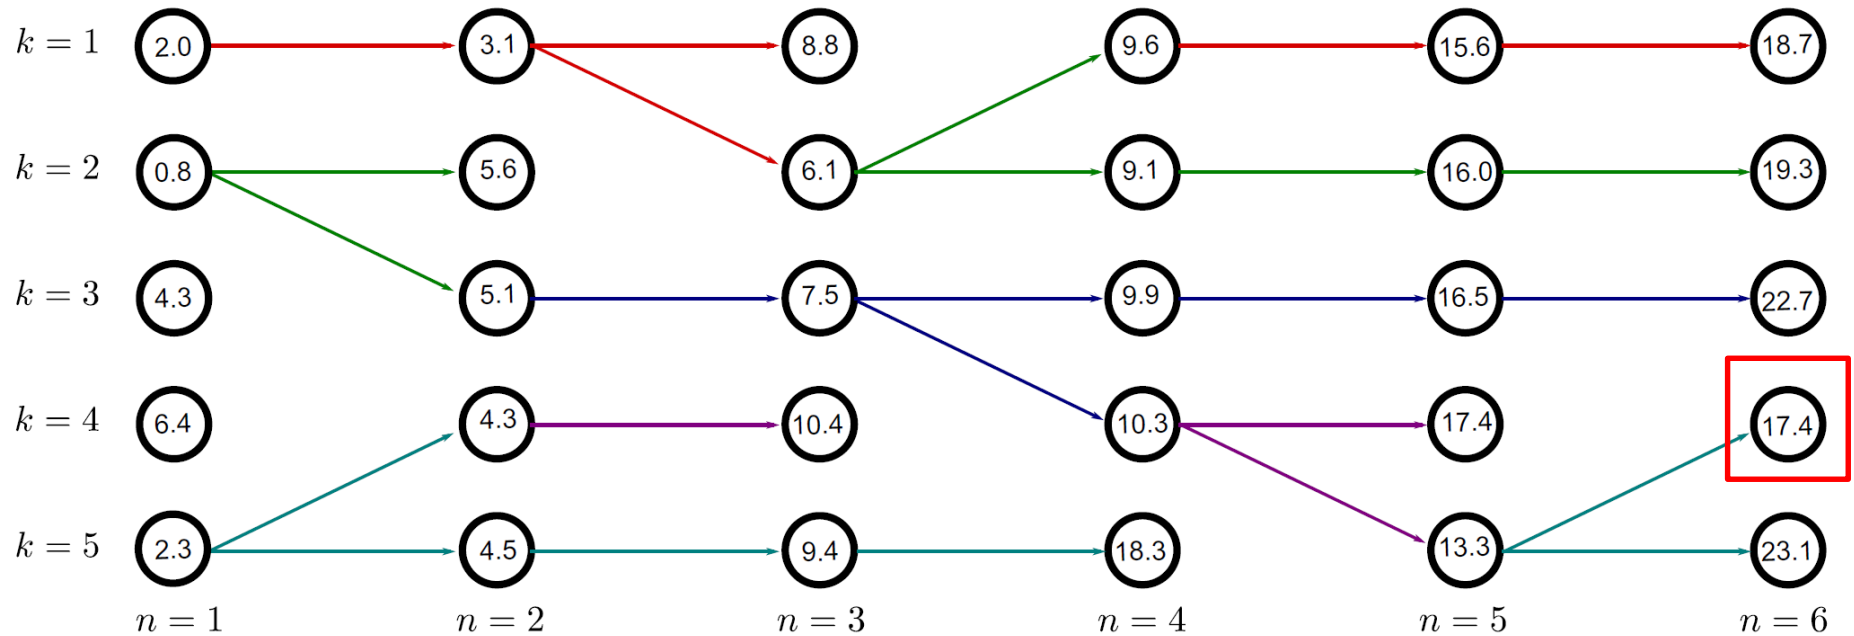 k = 1 2.0 3.1 8.8 9.6 15.6 18.7
k = 2 0.8 5.6 6.1 9.1 16.0 19.3
k = 3 4.3 5.1 7.5 9.9 16.5 22.7
k = 4 6.4 4.3 10.4 10.3 17.4 17.4
k = 5 2.3 4.5 9.4 18.3 13.3 23.1
n = 1 n = 2 n = 3 n = 4 n = 5 n = 6